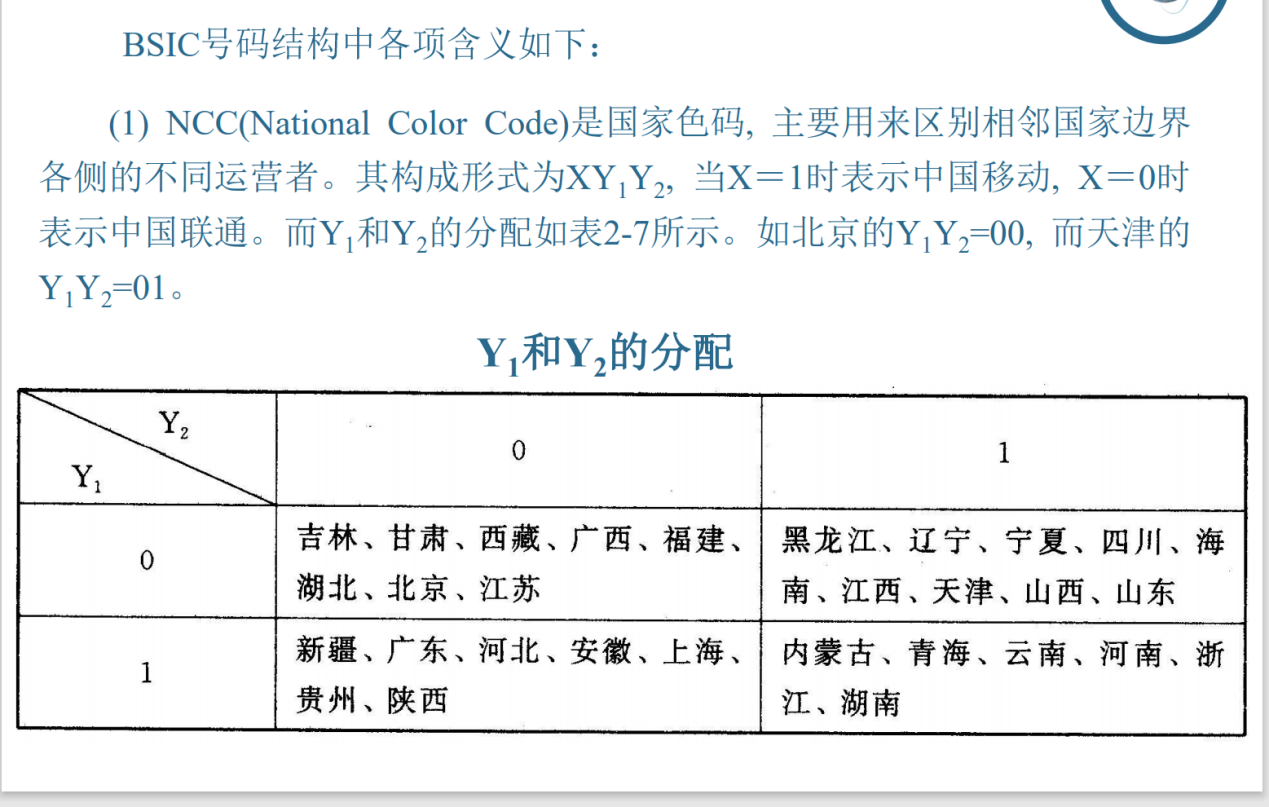 BSIC号码结构中各项含义如下：
(1) NCC(National Color Code)是国家色码, 主要用来区别相邻国家边界
各侧的不同运营者。其构成形式为XY₁Y₂, 当X＝1时表示中国移动, X＝0时
表示中国联通。而Y₁和Y₂的分配如表2-7所示。如北京的Y₁Y₂=00, 而天津的
Y₁Y₂=01。
Y₁和Y₂的分配
Y₂
Y₁
0
1
0
吉林、甘肃、西藏、广西、福建、
湖北、北京、江苏
黑龙江、辽宁、宁夏、四川、海
南、江西、天津、山西、山东
1
新疆、广东、河北、安徽、上海、
贵州、陕西
内蒙古、青海、云南、河南、浙
江、湖南